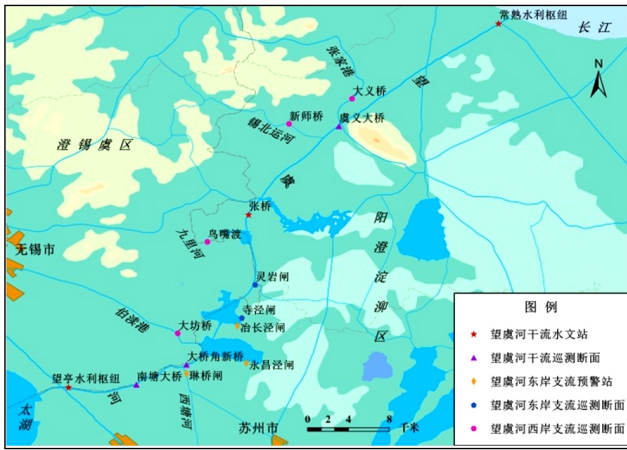 常熟水利枢纽
长江
N
张家港
望
大义桥
新师桥
虞义大桥
锡北运河
澄锡虞区
虞
张桥
阳澄淀泖区
九里河
鸟嘴渡
无锡市
灵岩闸
寺泾闸
冶长泾闸
伯渎港
大坊桥
大桥角新桥
永昌泾闸
望亭水利枢纽
南塘大桥
琳桥闸
河
太湖
西塘河
苏州市
0 2 4 8
千米
图 例
望虞河干流水文站
望虞河干流巡测断面
望虞河东岸支流预警站
望虞河东岸支流巡测断面
望虞河西岸支流巡测断面